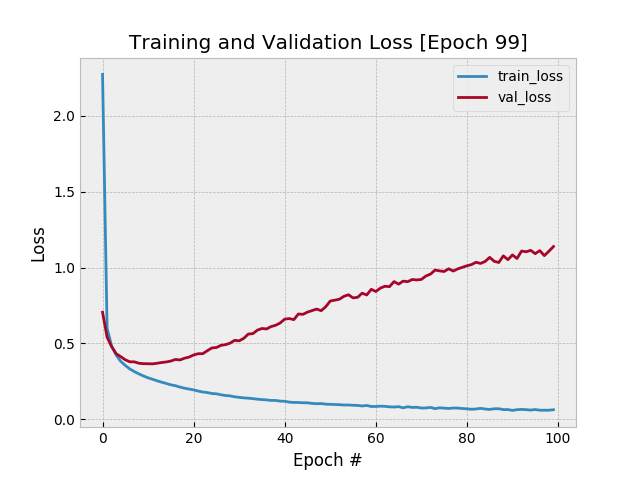 Training and Validation Loss [Epoch 99]
train_loss
val_loss
2.0
1.5
1.0
0.5
0.0
Loss
0 20 40 60 80 100
Epoch #